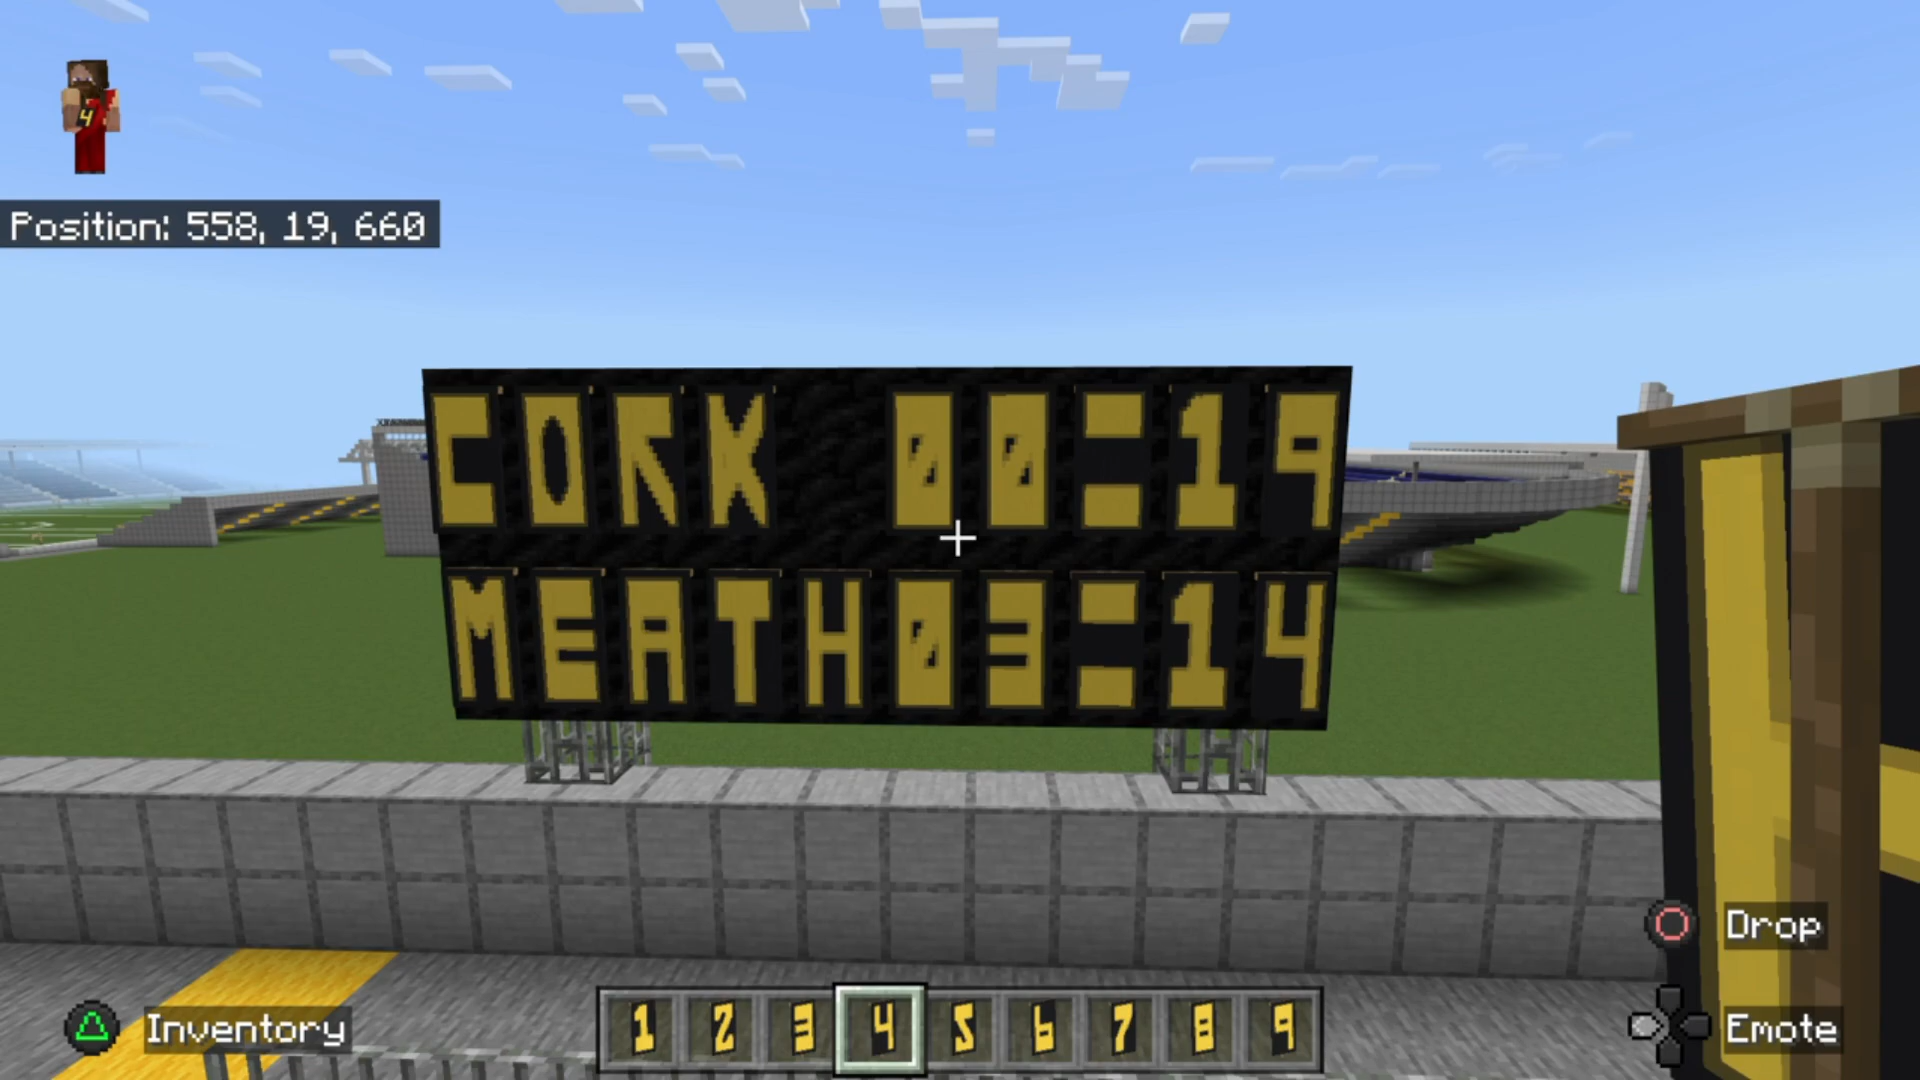 4
Position: 558, 19, 660
CORK 00=19
MEATH03=14
Drop
Inventory
1 2 3 4 5 6 7 8 9
Emote